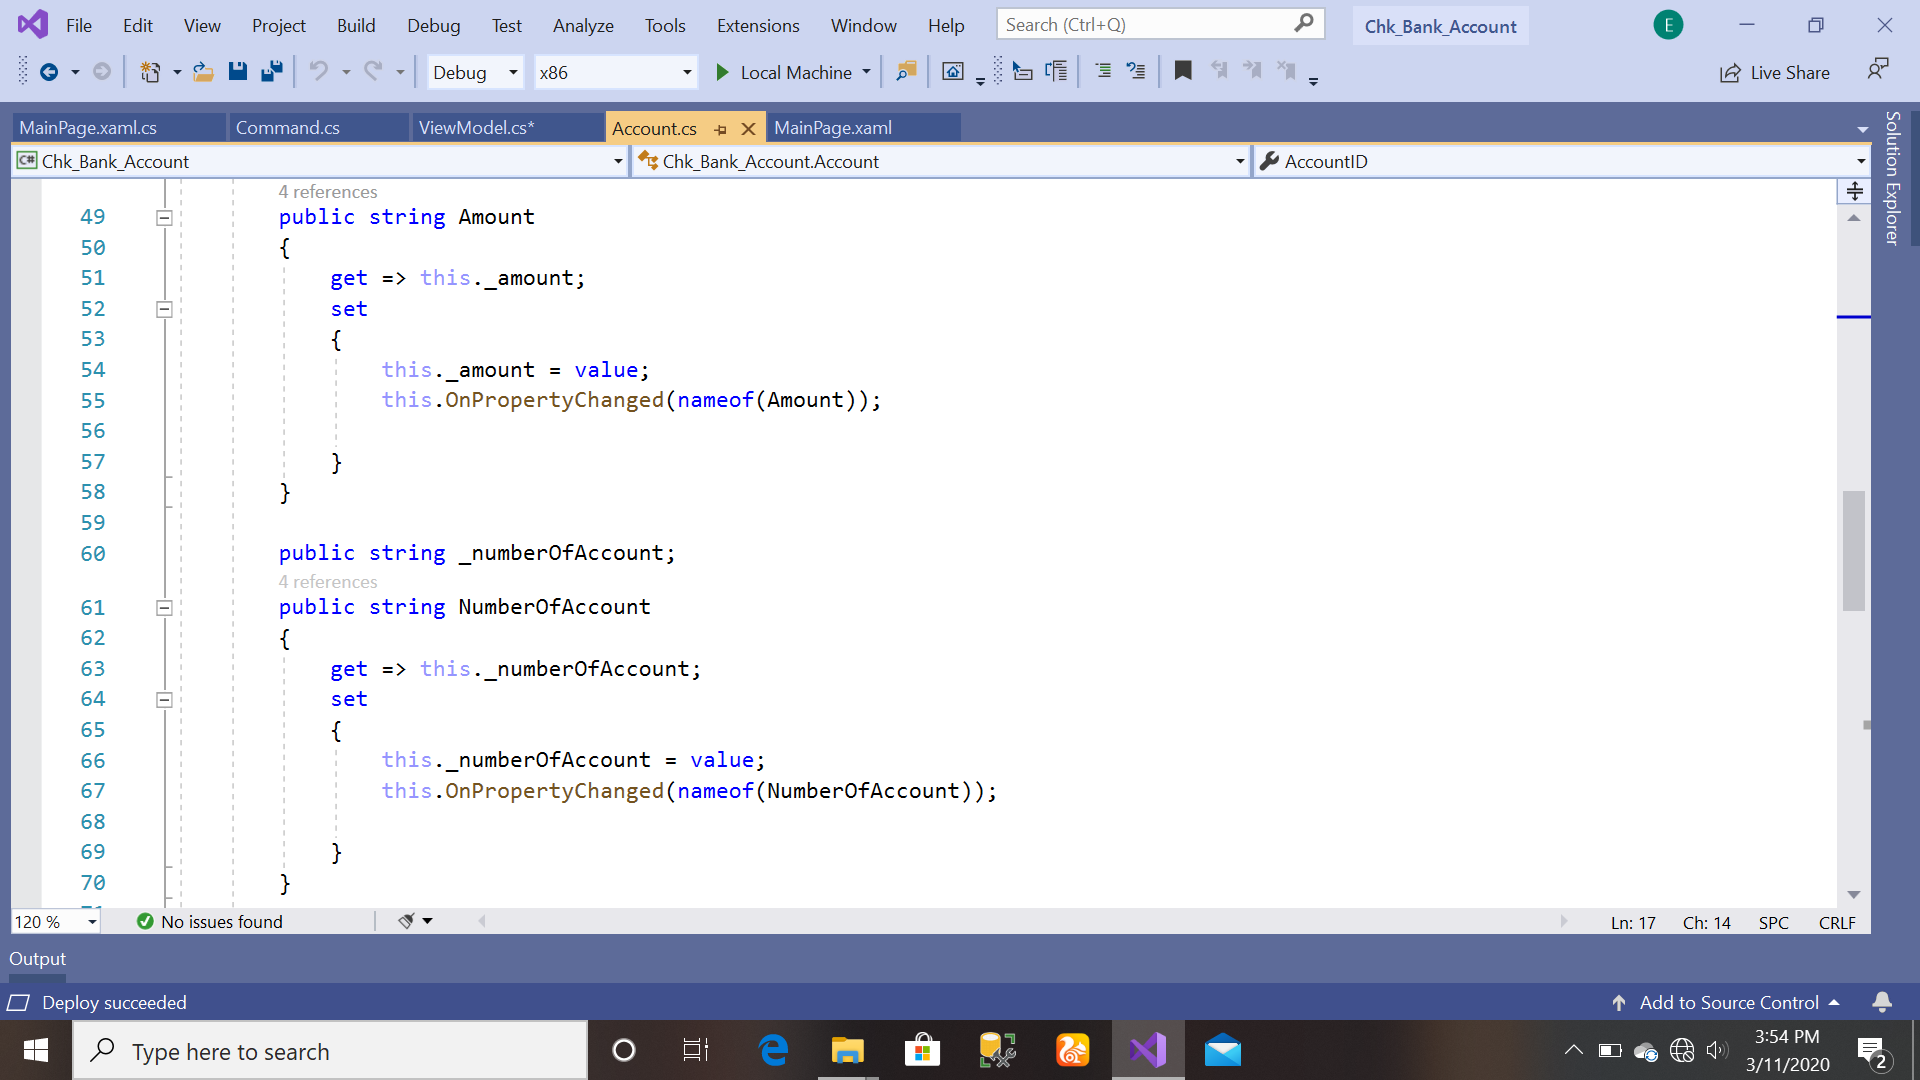 File Edit View Project Build Debug Test Analyze Tools Extensions Window Help Search (Ctrl+Q) Chk_Bank_Account E
Debug x86 Local Machine Live Share
MainPage.xaml.cs Command.cs ViewModel.cs* Account.cs MainPage.xaml
C# Chk_Bank_Account Chk_Bank_Account.Account AccountID
Solution Explorer
4 references
49 public string Amount
50 {
51 get => this._amount;
52 set
53 {
54 this._amount = value;
55 this.OnPropertyChanged(nameof(Amount));
56
57 }
58 }
59
60 public string _numberOfAccount;
4 references
61 public string NumberOfAccount
62 {
63 get => this._numberOfAccount;
64 set
65 {
66 this._numberOfAccount = value;
67 this.OnPropertyChanged(nameof(NumberOfAccount));
68
69 }
70 }
120 % No issues found Ln: 17 Ch: 14 SPC CRLF
Output
Deploy succeeded Add to Source Control
Type here to search
3:54 PM
3/11/2020
2